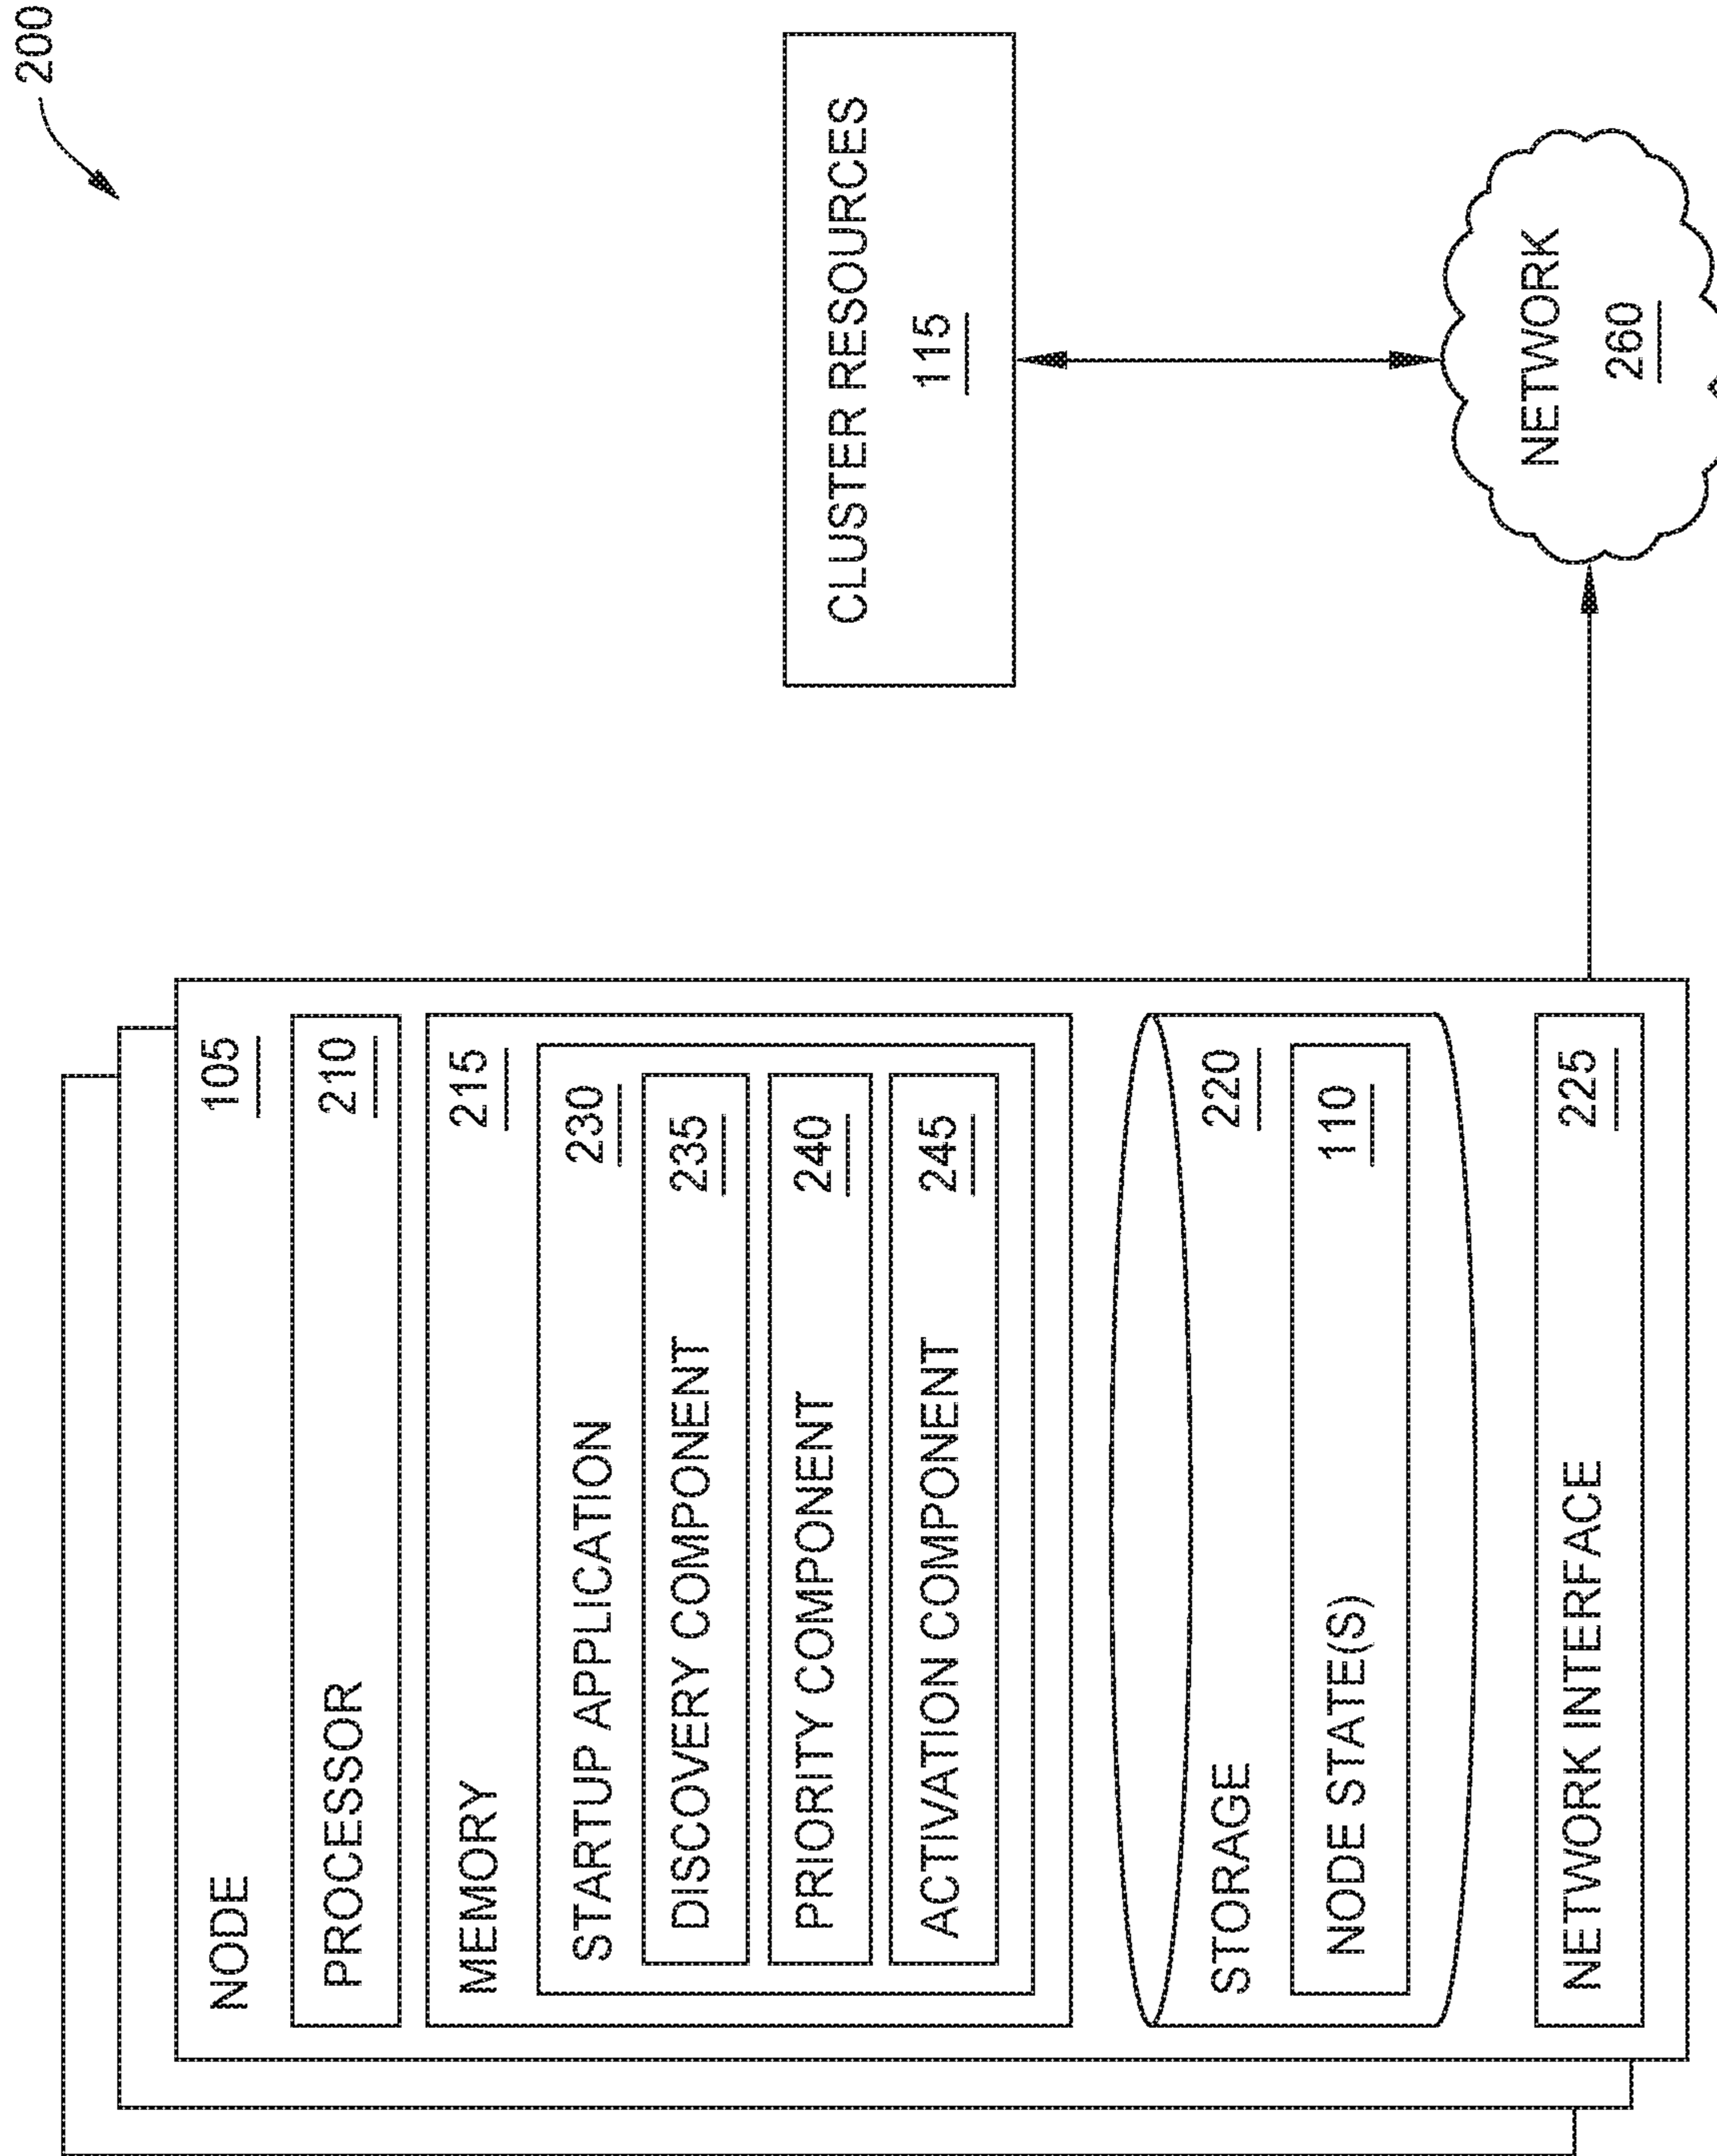 200
NODE 105
PROCESSOR 210
MEMORY 215
STARTUP APPLICATION 230
DISCOVERY COMPONENT 235
PRIORITY COMPONENT 240
ACTIVATION COMPONENT 245
STORAGE 220
NODE STATE(S) 110
NETWORK INTERFACE 225
CLUSTER RESOURCES
115
NETWORK
260